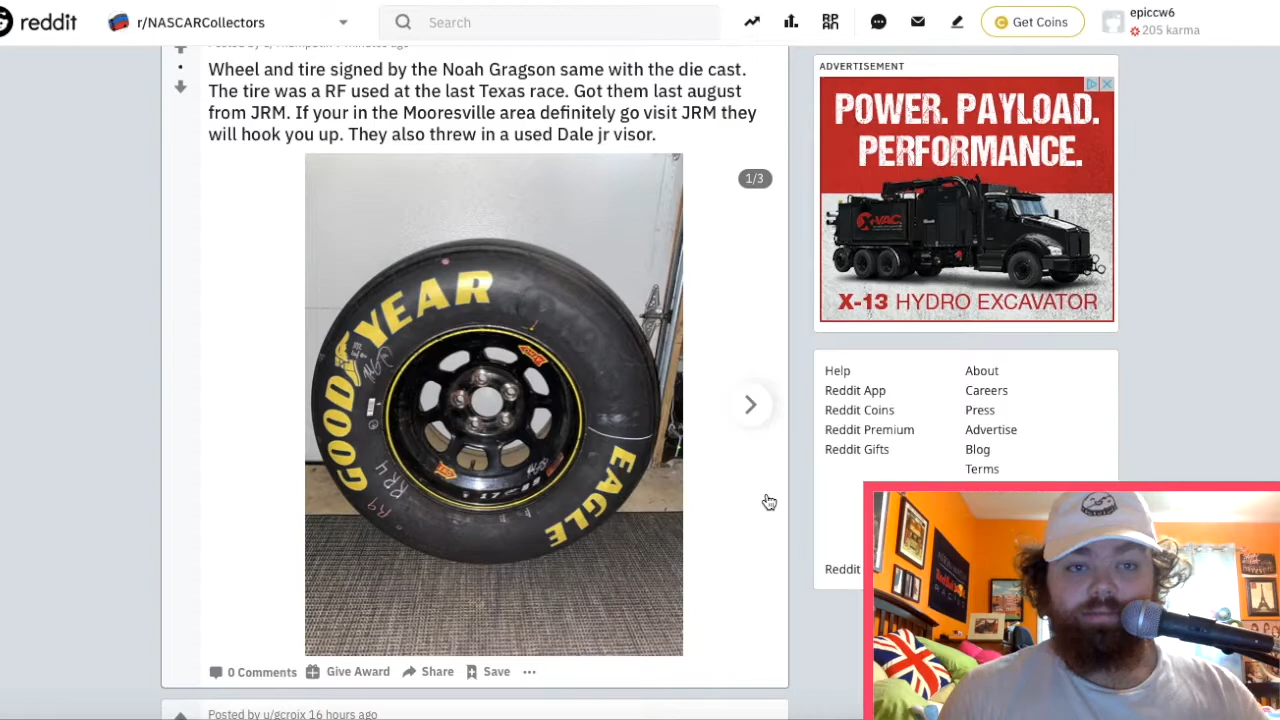 reddit
r/NASCARCollectors
Search
Get Coins
epiccw6
205 karma
Wheel and tire signed by the Noah Gragson same with the die cast.
The tire was a RF used at the last Texas race. Got them last august
from JRM. If your in the Mooresville area definitely go visit JRM they
will hook you up. They also threw in a used Dale jr visor.
1/3
GOODYEAR
EAGLE
RR4
R9
0 Comments
Give Award
Share
Save
Posted by u/gcroix 16 hours ago
ADVERTISEMENT
POWER. PAYLOAD.
PERFORMANCE.
X-VAC
X-13 HYDRO EXCAVATOR
Help
About
Reddit App
Careers
Reddit Coins
Press
Reddit Premium
Advertise
Reddit Gifts
Blog
Terms
Reddit